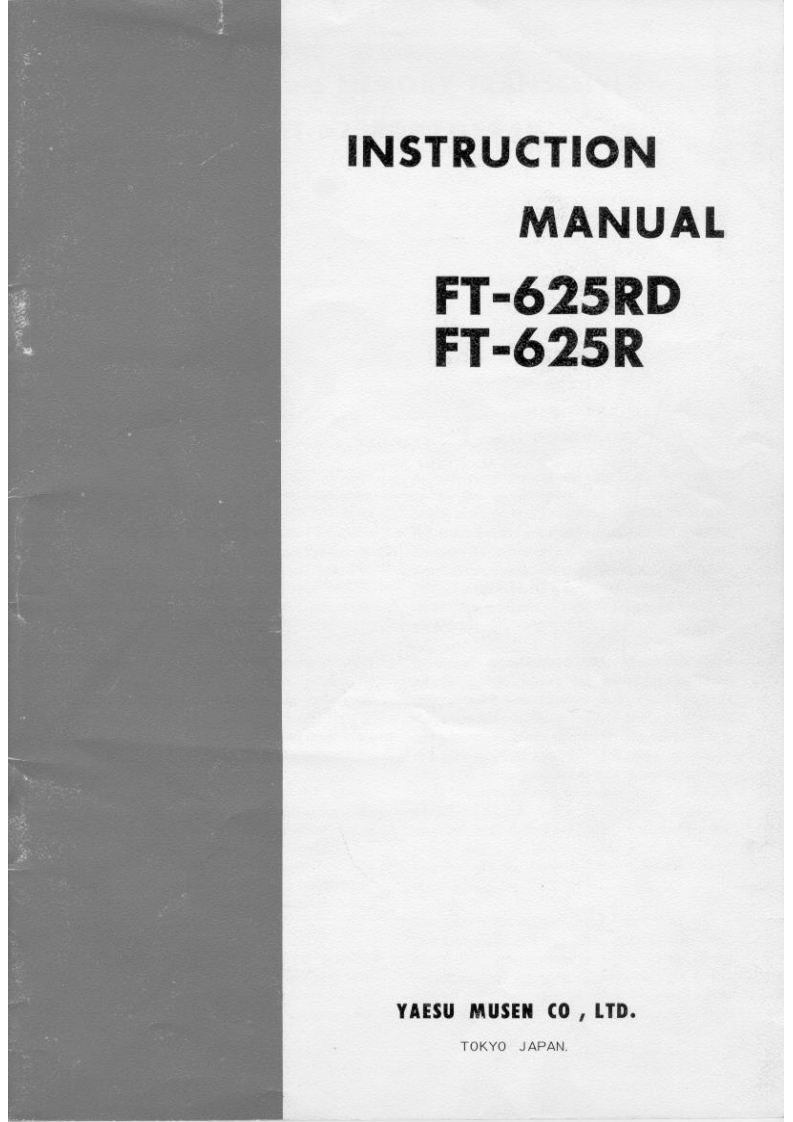 INSTRUCTION
MANUAL
FT-625RD
FT-625R
YAESU MUSEN CO , LTD.
TOKYO JAPAN.